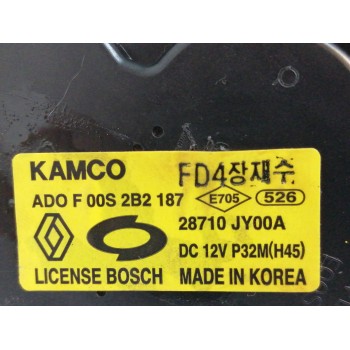 KAMCO FD4장재수
ADO F 00S 2B2 187 E705 526
28710 JY00A
DC 12V P32M(H45)
LICENSE BOSCH MADE IN KOREA